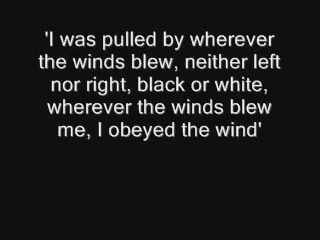 'I was pulled by wherever
the winds blew, neither left
nor right, black or white,
wherever the winds blew
me, I obeyed the wind'